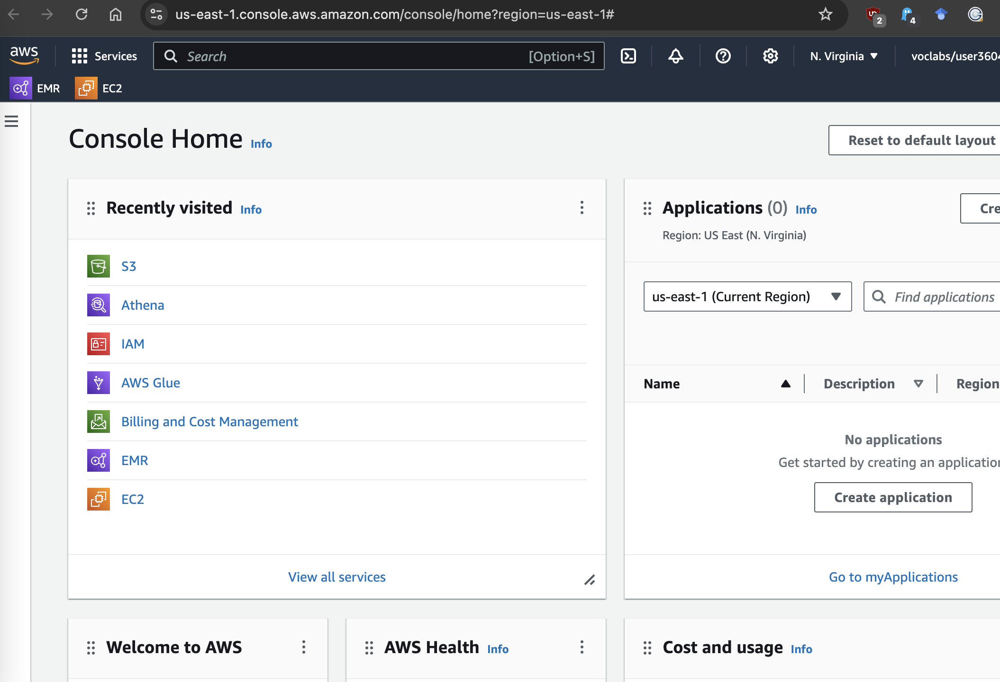 us-east-1.console.aws.amazon.com/console/home?region=us-east-1#
2
4
aws
Services
Search
[Option+S]
N. Virginia
voclabs/user360
EMR
EC2
Console Home Info
Reset to default layout
Recently visited Info
S3
Athena
IAM
AWS Glue
Billing and Cost Management
EMR
EC2
View all services
Applications (0) Info
Cre
Region: US East (N. Virginia)
us-east-1 (Current Region)
Find applications
Name
Description
Region
No applications
Get started by creating an application
Create application
Go to myApplications
Welcome to AWS
AWS Health Info
Cost and usage Info